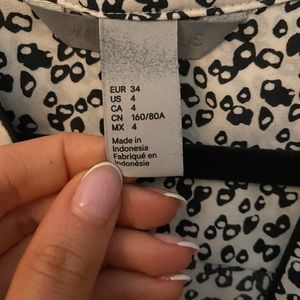 EUR 34
US 4
CA 4
CN 160/80A
MX 4
Made in
Indonesia
Fabriqué en
Indonésie